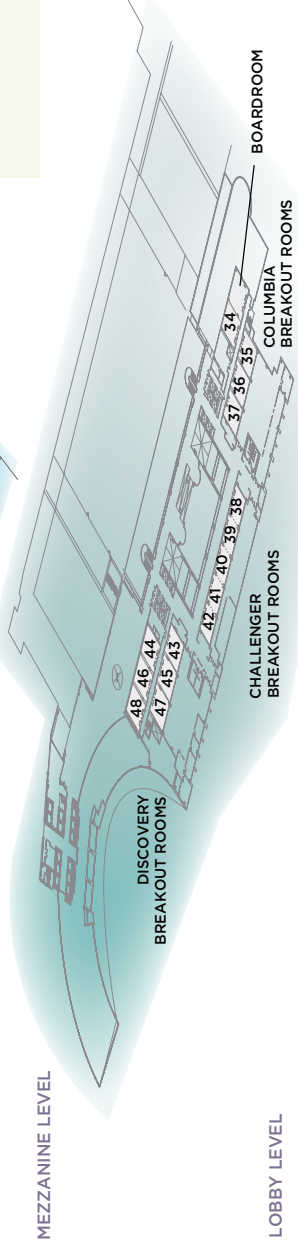 MEZZANINE LEVEL
48 46 44
47 45 43
DISCOVERY
BREAKOUT ROOMS
42 41 40 39 38
CHALLENGER
BREAKOUT ROOMS
34
37 36 35
COLUMBIA
BREAKOUT ROOMS
BOARDROOM
LOBBY LEVEL